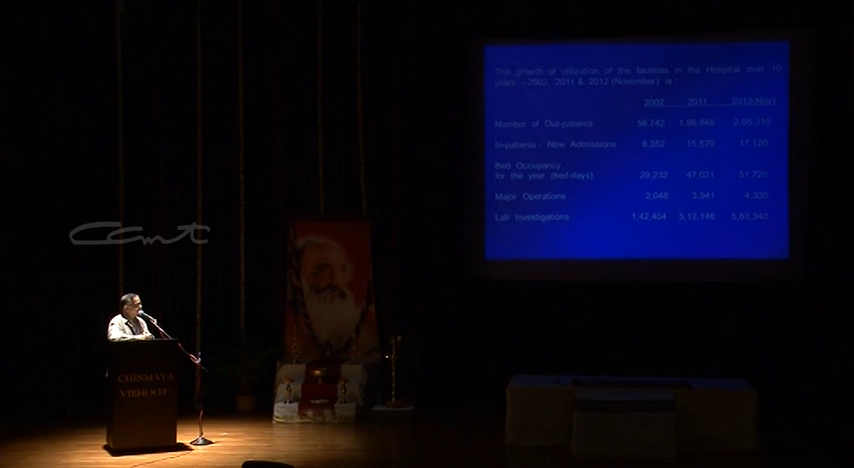 The growth of utilization of the facilities in the Hospital over 10
years -2002, 2011 & 2012 (November) is :
2002 2011 2012(Nov)
Number of Out-patients 56,742 1,96,946 2,05,310
In-patients - New Admissions 8,352 15,570 17,120
Bed Occupancy
for the year (bed-days) 29,232 47,021 51,720
Major Operations 2,048 3,941 4,330
Lab Investigations 1,42,404 5,12,146 5,63,340
ccmt
CHINMAYA
VIBHOOTI